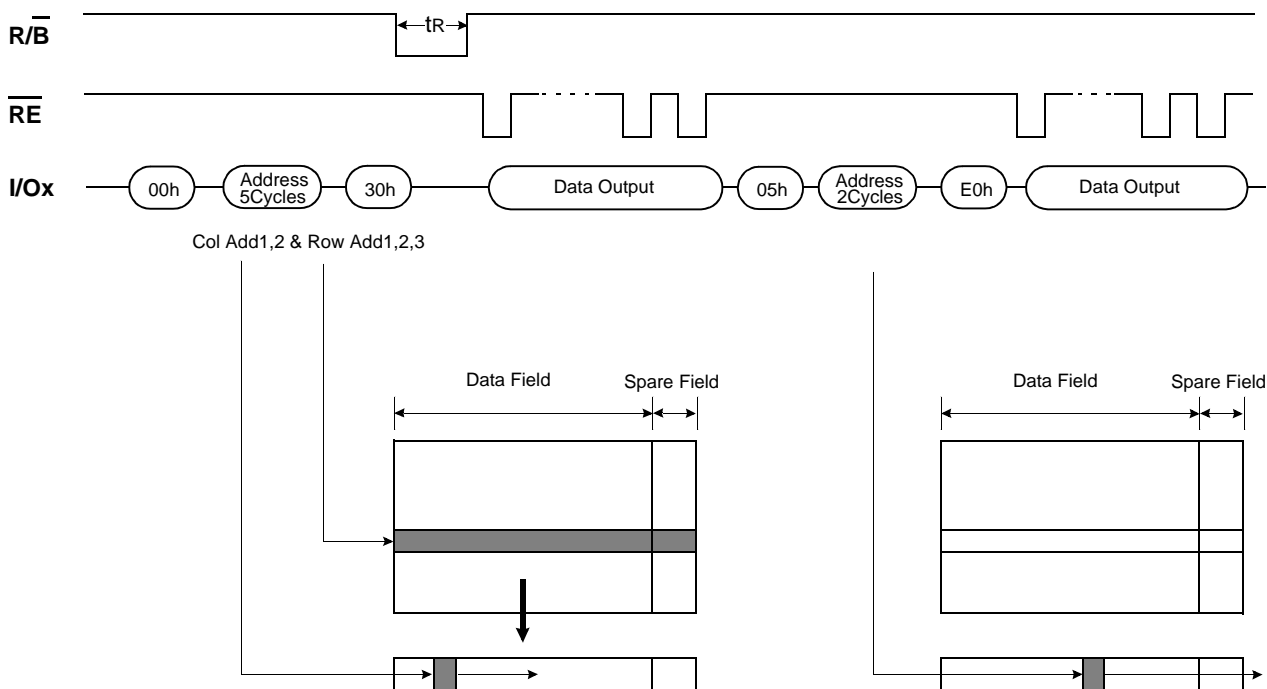 R/B
tR
RE
I/Ox
00h
Address
5Cycles
30h
Data Output
05h
Address
2Cycles
E0h
Data Output
Col Add1,2 & Row Add1,2,3
Data Field
Spare Field
Data Field
Spare Field